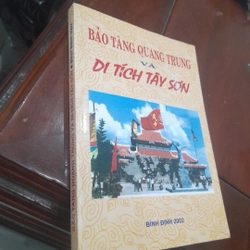 BẢO TÀNG QUANG TRUNG
VÀ
DI TÍCH TÂY SƠN
BÌNH ĐỊNH 2002